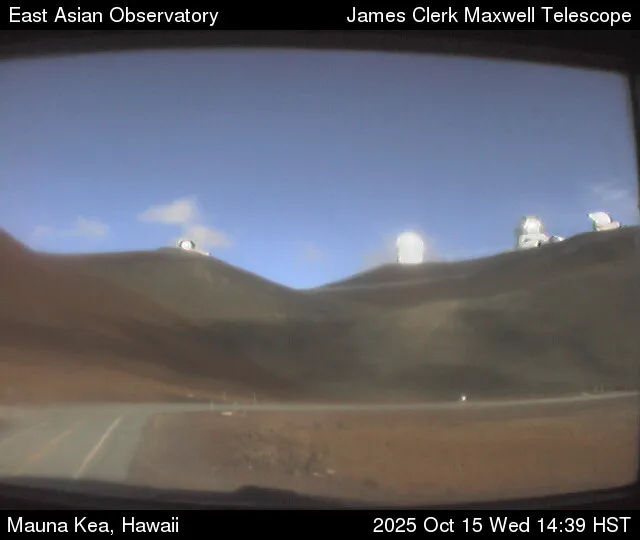 East Asian Observatory
James Clerk Maxwell Telescope
Mauna Kea, Hawaii
2025 Oct 15 Wed 14:39 HST